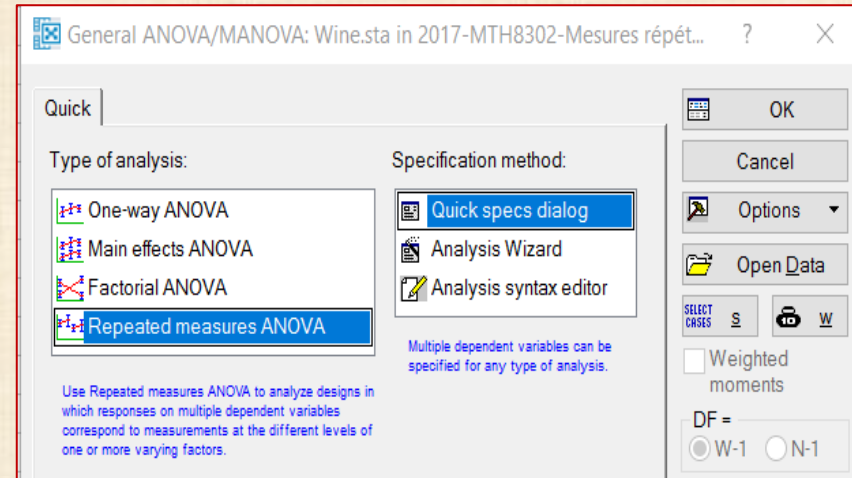 General ANOVA/MANOVA: Wine.sta in 2017-MTH8302-Mesures répét... ? ×
Quick
Type of analysis:
One-way ANOVA
Main effects ANOVA
Factorial ANOVA
Repeated measures ANOVA
Use Repeated measures ANOVA to analyze designs in
which responses on multiple dependent variables
correspond to measurements at the different levels of
one or more varying factors.
Specification method:
Quick specs dialog
Analysis Wizard
Analysis syntax editor
Multiple dependent variables can be
specified for any type of analysis.
OK
Cancel
Options
Open Data
SELECT CASES S W
Weighted
moments
DF =
W-1 N-1